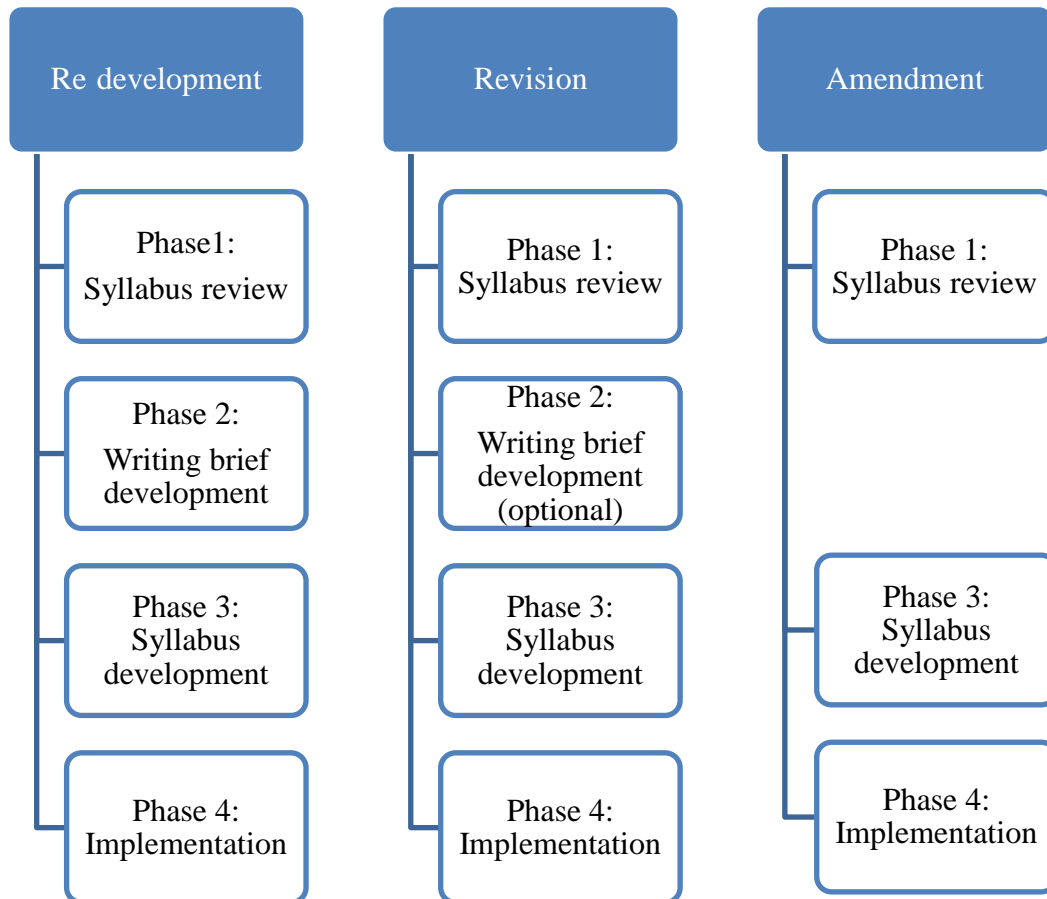 Re development
Phase1:
Syllabus review
Phase 2:
Writing brief
development
Phase 3:
Syllabus
development
Phase 4:
Implementation
Revision
Phase 1:
Syllabus review
Phase 2:
Writing brief
development
(optional)
Phase 3:
Syllabus
development
Phase 4:
Implementation
Amendment
Phase 1:
Syllabus review
Phase 3:
Syllabus
development
Phase 4:
Implementation